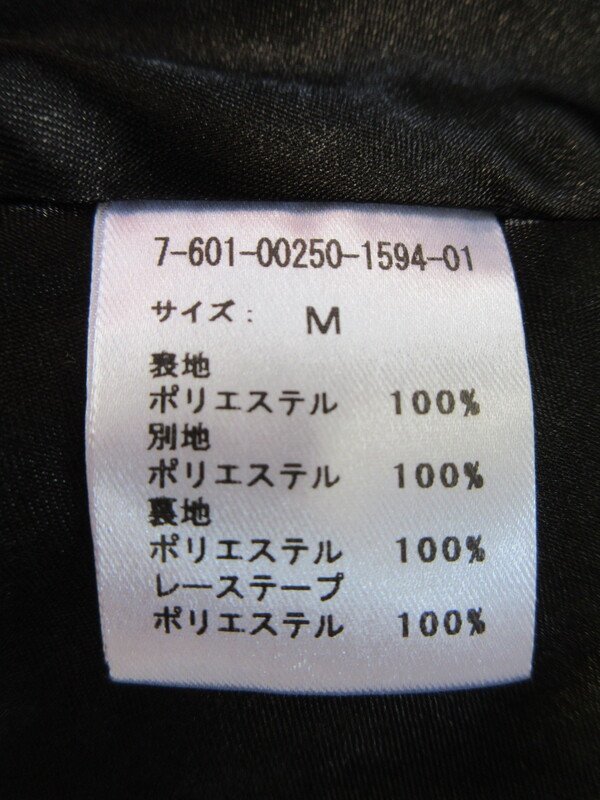 7-601-00250-1594-01
サイズ: M
表地
ポリエステル 100%
別地
ポリエステル 100%
裏地
ポリエステル 100%
レーステープ
ポリエステル 100%